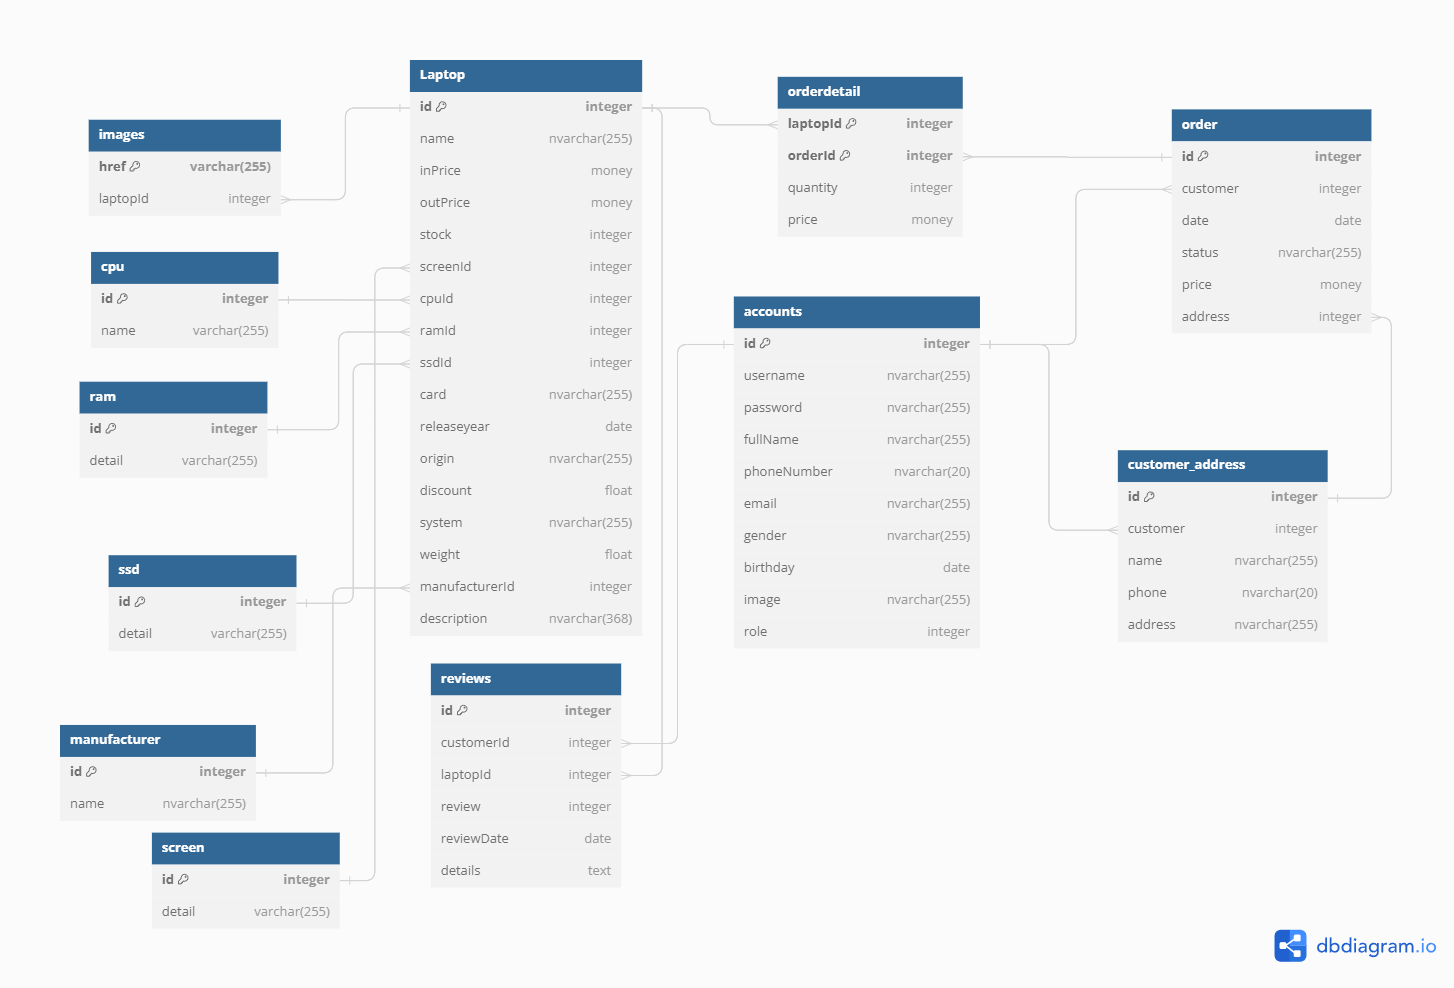 images
href varchar(255)
laptopId integer
cpu
id integer
name varchar(255)
ram
id integer
detail varchar(255)
ssd
id integer
detail varchar(255)
manufacturer
id integer
name nvarchar(255)
screen
id integer
detail varchar(255)
Laptop
id integer
name nvarchar(255)
inPrice money
outPrice money
stock integer
screenId integer
cpuId integer
ramId integer
ssdId integer
card nvarchar(255)
releaseyear date
origin nvarchar(255)
discount float
system nvarchar(255)
weight float
manufacturerId integer
description nvarchar(368)
reviews
id integer
customerId integer
laptopId integer
review integer
reviewDate date
details text
orderdetail
laptopId integer
orderId integer
quantity integer
price money
accounts
id integer
username nvarchar(255)
password nvarchar(255)
fullName nvarchar(255)
phoneNumber nvarchar(20)
email nvarchar(255)
gender nvarchar(255)
birthday date
image nvarchar(255)
role integer
order
id integer
customer integer
date date
status nvarchar(255)
price money
address integer
customer_address
id integer
customer integer
name nvarchar(255)
phone nvarchar(20)
address nvarchar(255)
dbdiagram.io